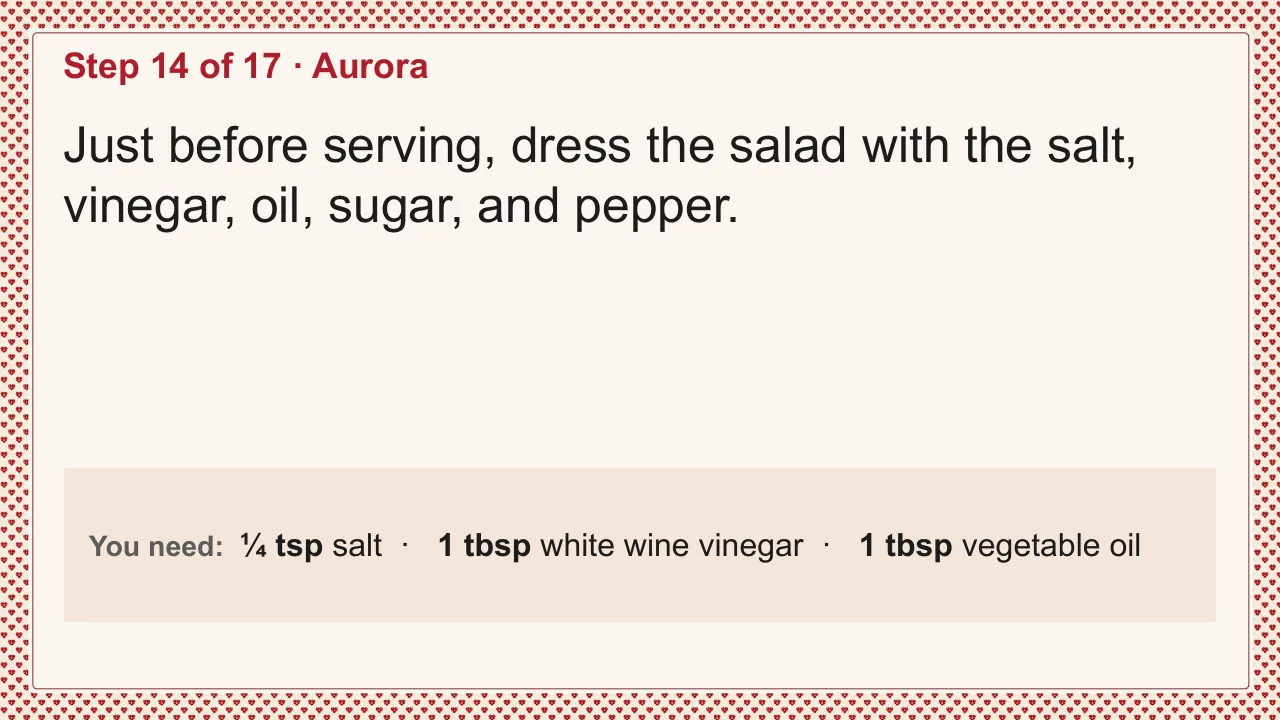 Step 14 of 17 · Aurora
Just before serving, dress the salad with the salt,
vinegar, oil, sugar, and pepper.
You need: ¼ tsp salt · 1 tbsp white wine vinegar · 1 tbsp vegetable oil